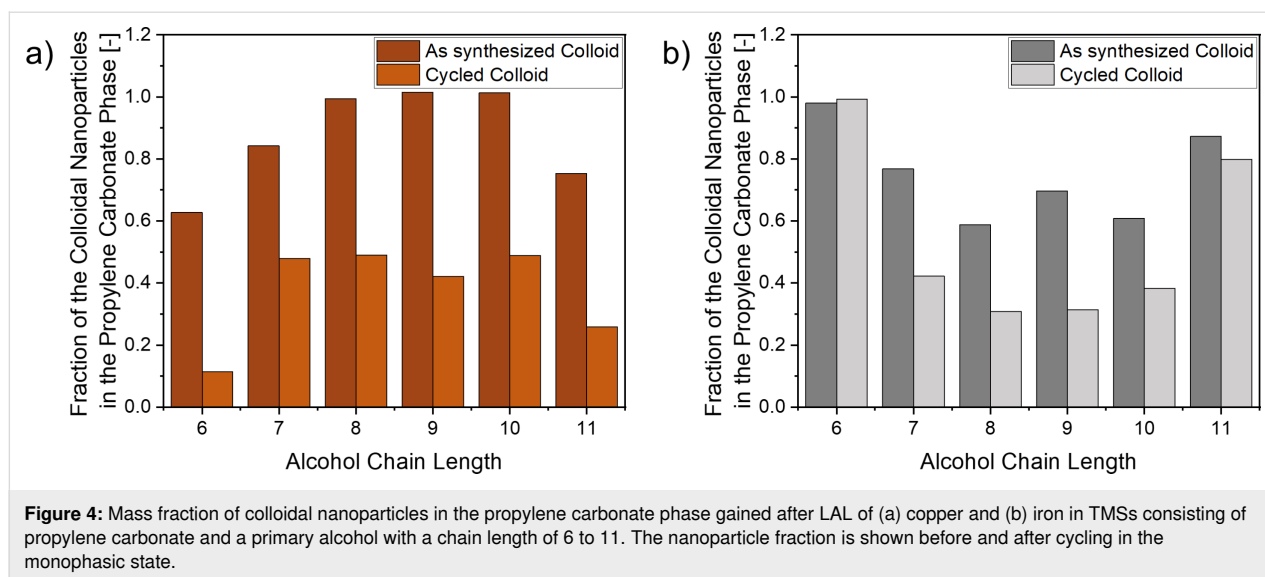 a)
Fraction of the Colloidal Nanoparticles
in the Propylene Carbonate Phase [-]
1.2
1.0
0.8
0.6
0.4
0.2
0.0
As synthesized Colloid
Cycled Colloid
6 7 8 9 10 11
Alcohol Chain Length
b)
Fraction of the Colloidal Nanoparticles
in the Propylene Carbonate Phase [-]
1.2
1.0
0.8
0.6
0.4
0.2
0.0
As synthesized Colloid
Cycled Colloid
6 7 8 9 10 11
Alcohol Chain Length
Figure 4: Mass fraction of colloidal nanoparticles in the propylene carbonate phase gained after LAL of (a) copper and (b) iron in TMSs consisting of
propylene carbonate and a primary alcohol with a chain length of 6 to 11. The nanoparticle fraction is shown before and after cycling in the
monophasic state.